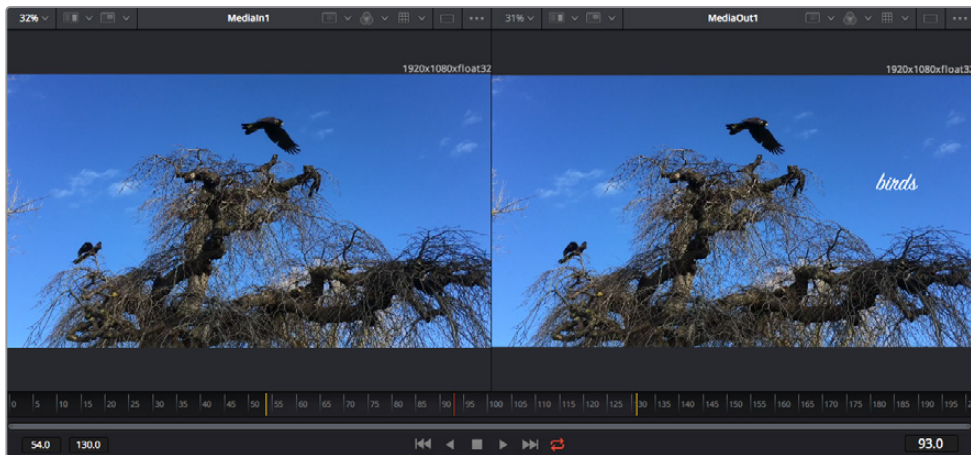 32% MediaIn1 31% MediaOut1
1920x1080xfloat32 1920x1080xfloat32
birds
0 5 10 15 20 25 30 35 40 45 50 55 60 65 70 75 80 85 90 95 100 105 110 115 120 125 30 135 140 145 150 155 160 165 170 175 180 185 190 195 2
54.0 130.0 93.0